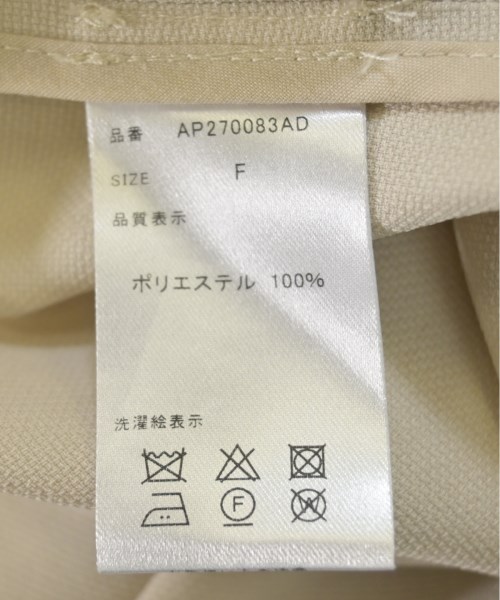 品番 AP270083AD
SIZE F
品質表示
ポリエステル 100%
洗濯絵表示
F
W